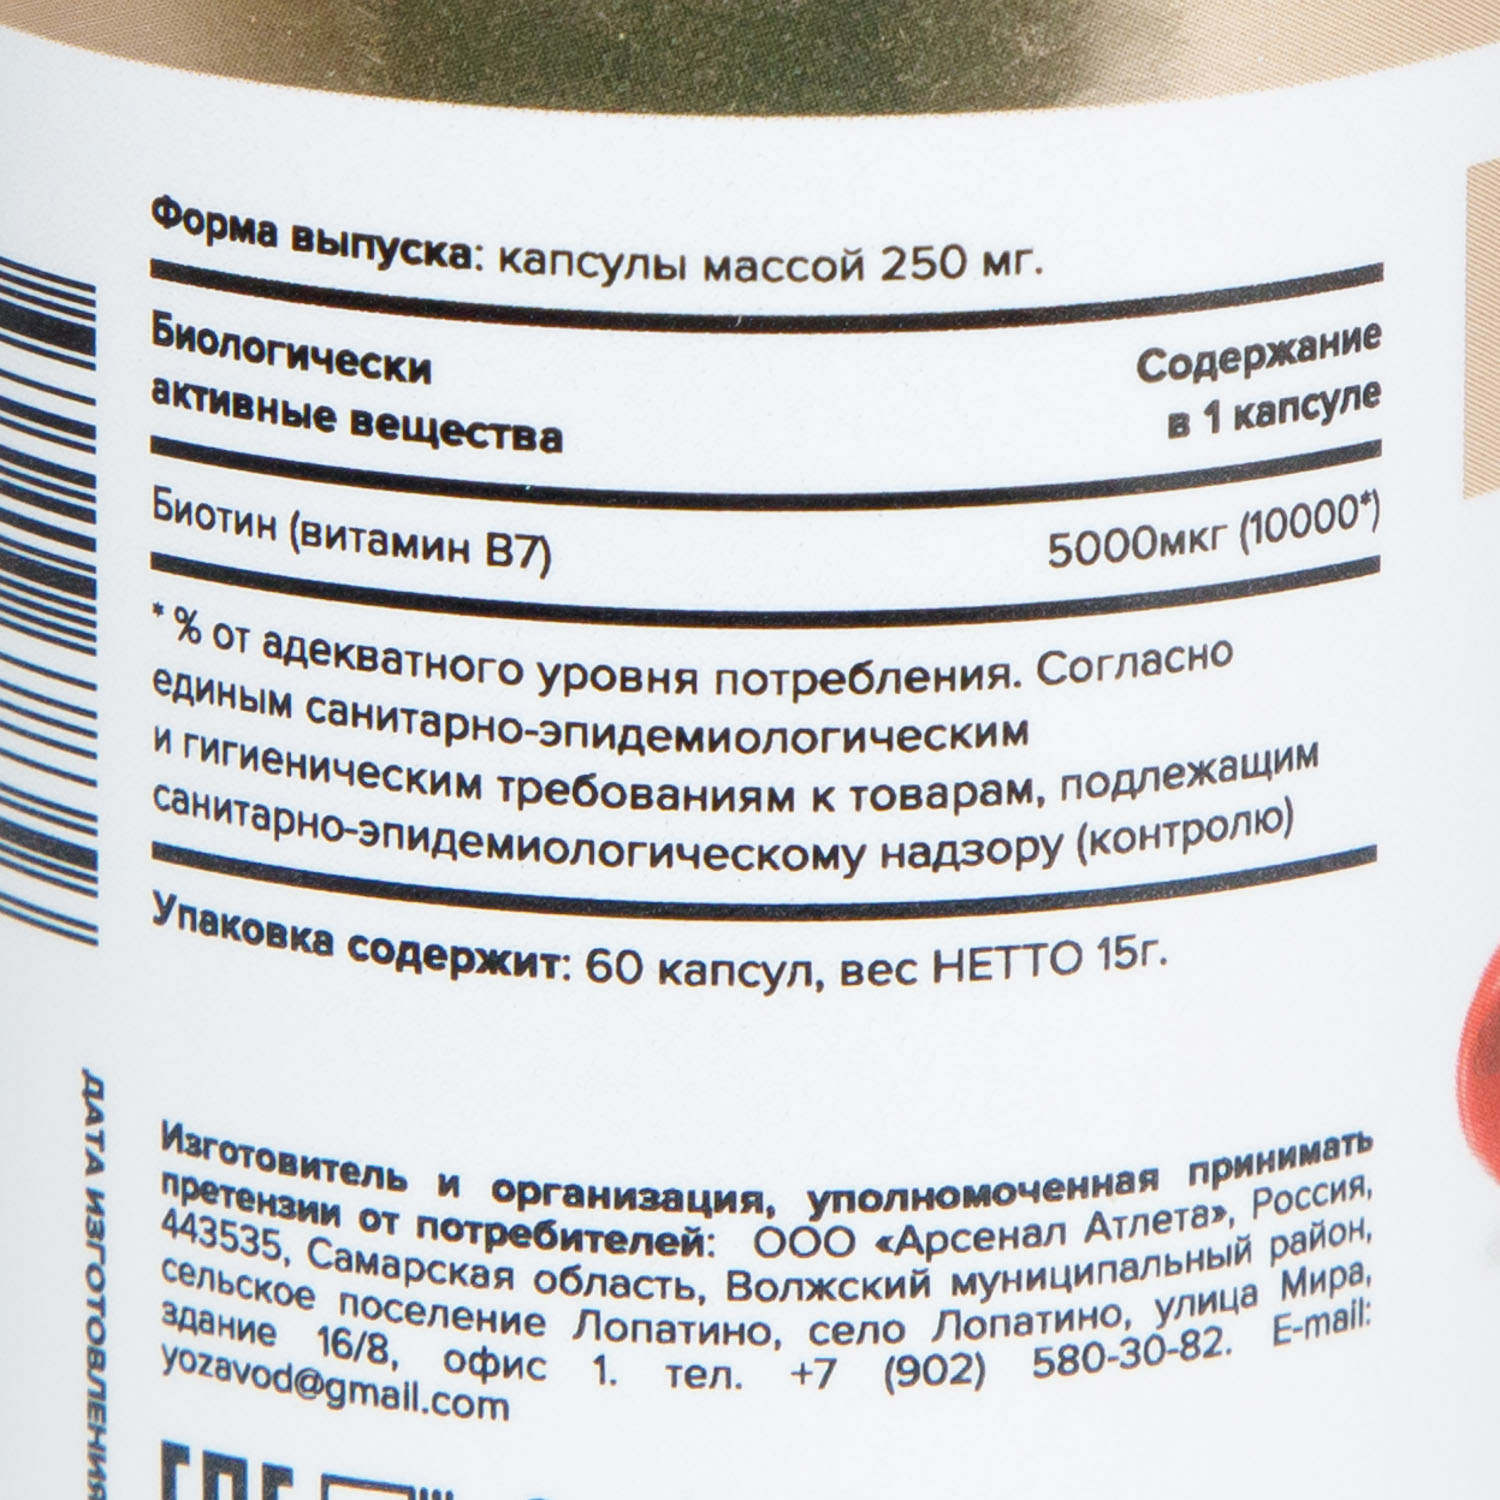 Форма выпуска: капсулы массой 250 мг.
Биологически
активные вещества
Содержание
в 1 капсуле
Биотин (витамин В7)
5000мкг (10000*)
* % от адекватного уровня потребления. Согласно
единым санитарно-эпидемиологическим
и гигиеническим требованиям к товарам, подлежащим
санитарно-эпидемиологическому надзору (контролю)
Упаковка содержит: 60 капсул, вес НЕТТО 15г.
Изготовитель и организация, уполномоченная принимать
претензии от потребителей: ООО «Арсенал Атлета», Россия,
443535, Самарская область, Волжский муниципальный район,
сельское поселение Лопатино, село Лопатино, улица Мира,
здание 16/8, офис 1. тел. +7 (902) 580-30-82. E-mail:
yozavod@gmail.com
ДАТА ИЗГОТОВЛЕНИЯ